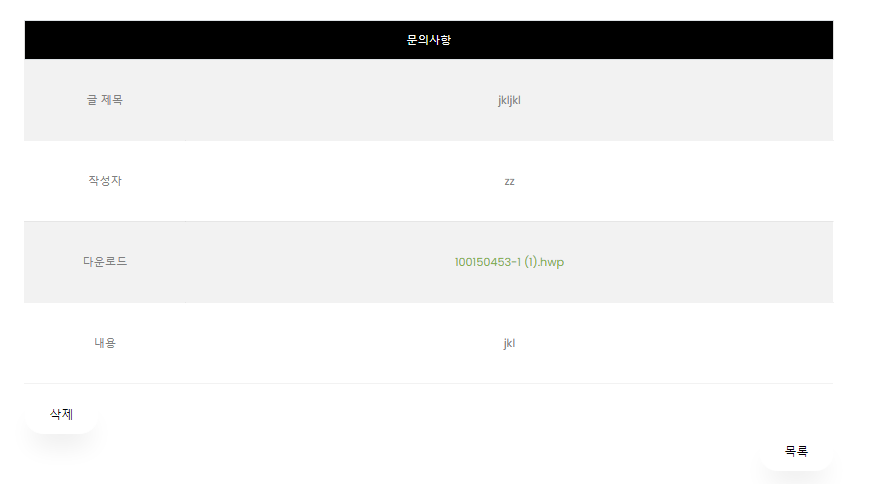 문의사항
글 제목 jkljkl
작성자 zz
다운로드 100150453-1 (1).hwp
내용 jkl
삭제
목록